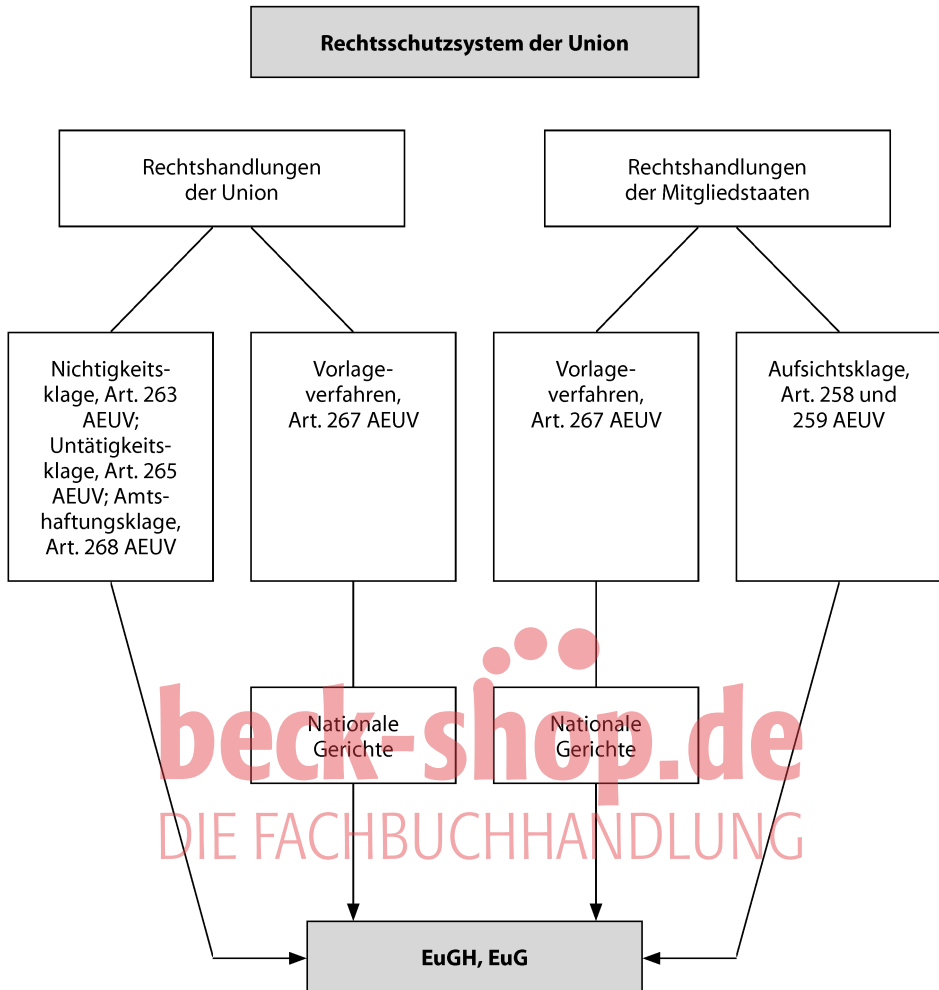 Rechtsschutzsystem der Union
Rechtshandlungen
der Union
Rechtshandlungen
der Mitgliedstaaten
Nichtigkeits-
klage, Art. 263
AEUV;
Untätigkeits-
klage, Art. 265
AEUV; Amts-
haftungsklage,
Art. 268 AEUV
Vorlage-
verfahren,
Art. 267 AEUV
Vorlage-
verfahren,
Art. 267 AEUV
Aufsichtsklage,
Art. 258 und
259 AEUV
Nationale
Gerichte
Nationale
Gerichte
beck-shop.de
DIE FACHBUCHHANDLUNG
EuGH, EuG